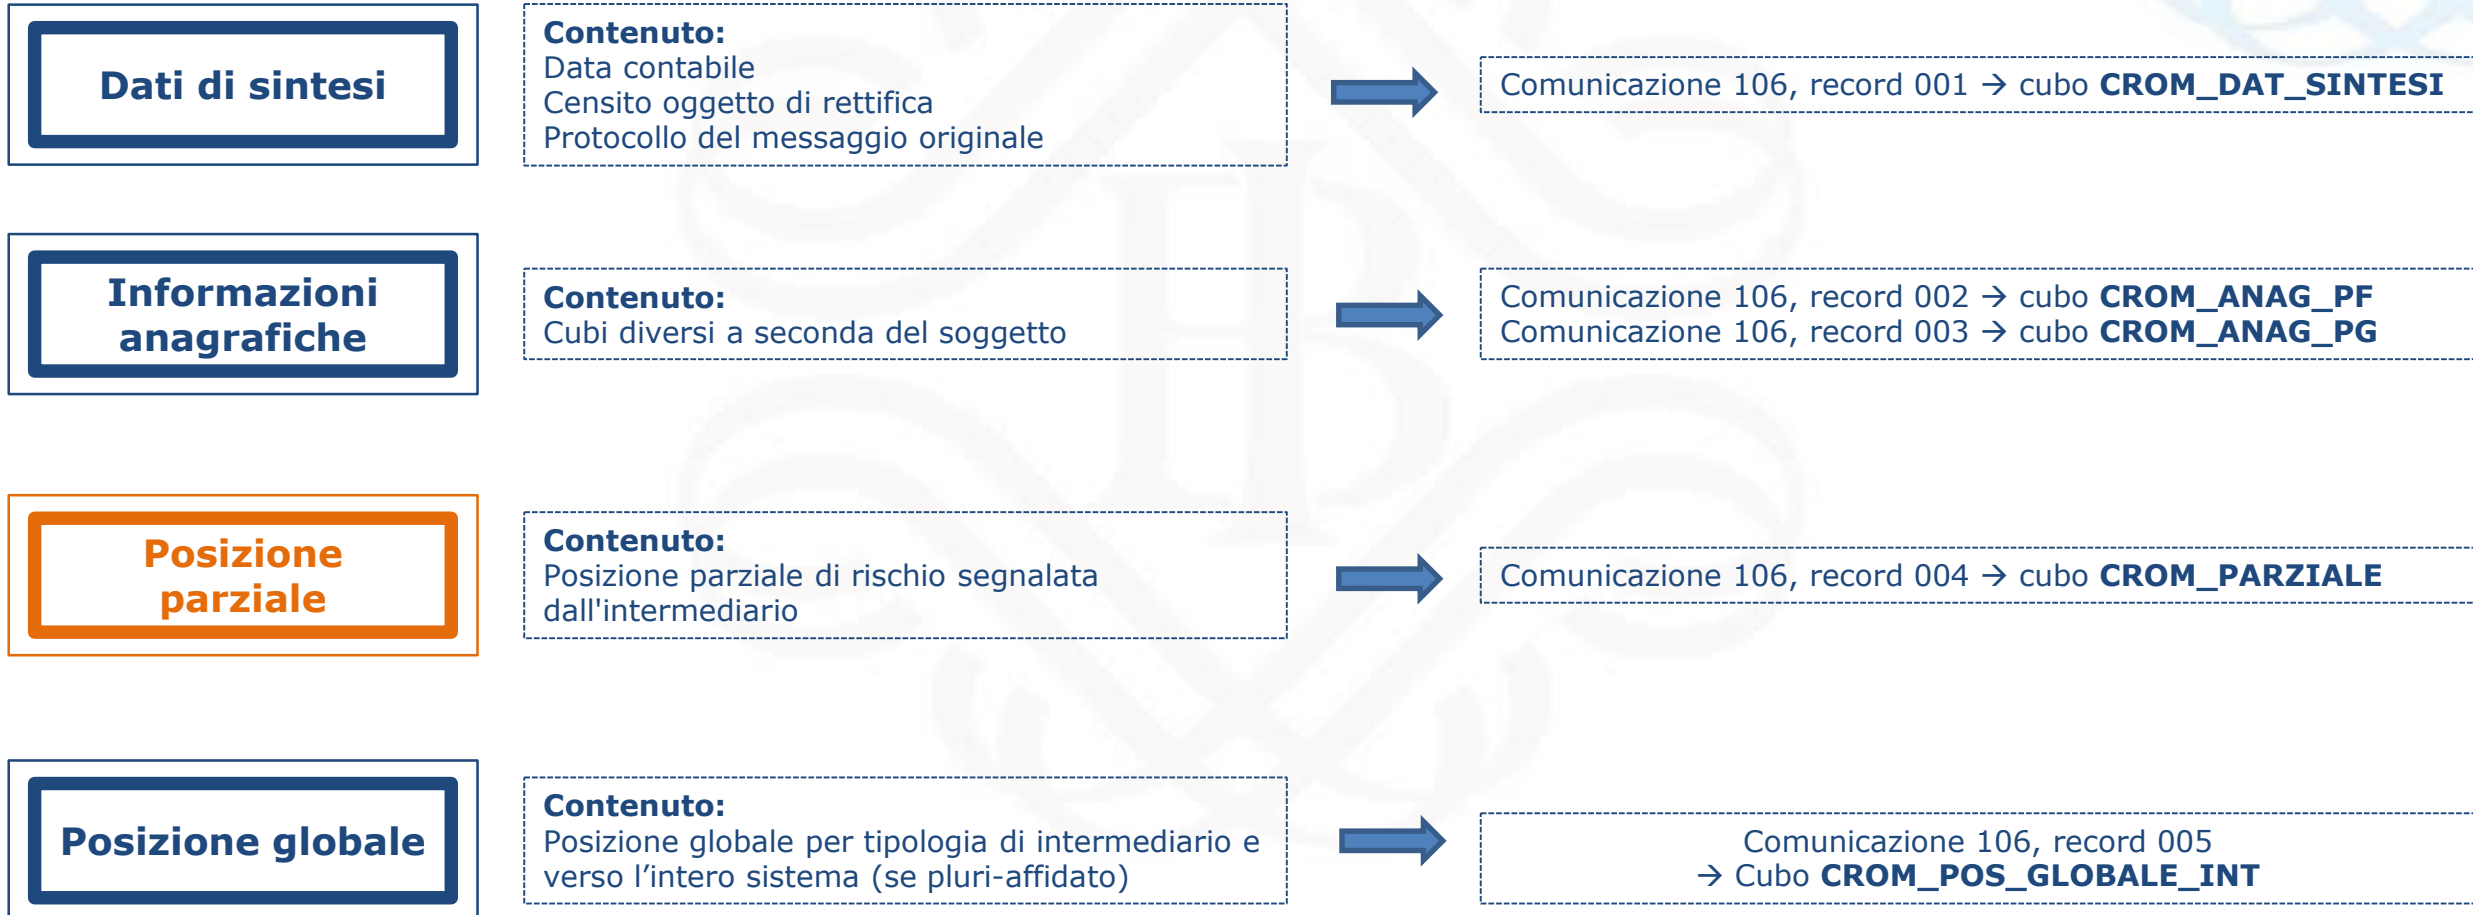 Dati di sintesi
Contenuto:
Data contabile
Censito oggetto di rettifica
Protocollo del messaggio originale
Comunicazione 106, record 001 → cubo CROM_DAT_SINTESI
Informazioni
anagrafiche
Contenuto:
Cubi diversi a seconda del soggetto
Comunicazione 106, record 002 → cubo CROM_ANAG_PF
Comunicazione 106, record 003 → cubo CROM_ANAG_PG
Posizione
parziale
Contenuto:
Posizione parziale di rischio segnalata
dall'intermediario
Comunicazione 106, record 004 → cubo CROM_PARZIALE
Posizione globale
Contenuto:
Posizione globale per tipologia di intermediario e
verso l’intero sistema (se pluri-affidato)
Comunicazione 106, record 005
→ Cubo CROM_POS_GLOBALE_INT